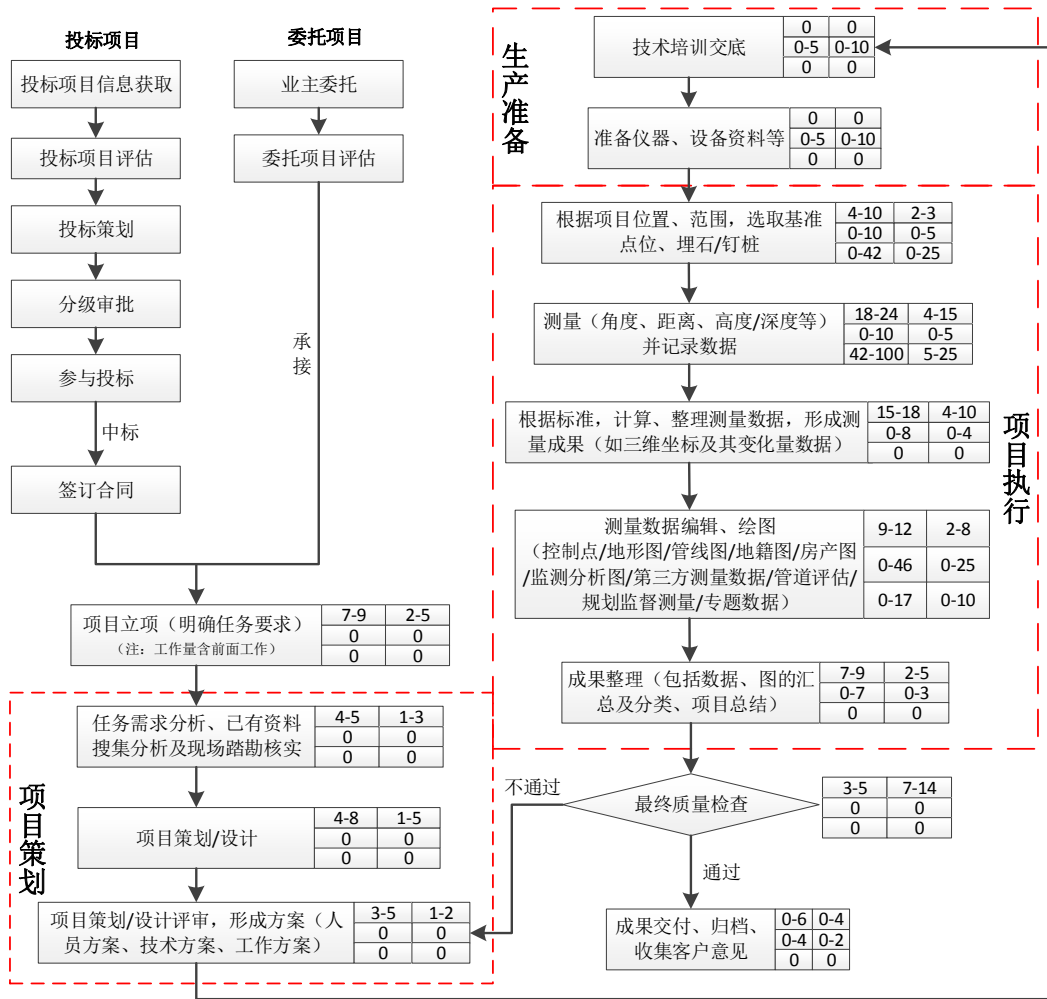 投标项目
委托项目
投标项目信息获取
业主委托
投标项目评估
委托项目评估
投标策划
分级审批
参与投标
承接
中标
签订合同
项目立项（明确任务要求）
（注：工作量含前面工作）
7-9 2-5
0 0
0 0
项目策划
任务需求分析、已有资料
搜集分析及现场踏勘核实
4-5 1-3
0 0
0 0
项目策划/设计
4-8 1-5
0 0
0 0
项目策划/设计评审，形成方案（人
员方案、技术方案、工作方案）
3-5 1-2
0 0
0 0
生产准备
技术培训交底
0 0
0-5 0-10
0 0
准备仪器、设备资料等
0 0
0-5 0-10
0 0
项目执行
根据项目位置、范围，选取基准
点位、埋石/钉桩
4-10 2-3
0-10 0-5
0-42 0-25
测量（角度、距离、高度/深度等）
并记录数据
18-24 4-15
0-10 0-5
42-100 5-25
根据标准，计算、整理测量数据，形成测
量成果（如三维坐标及其变化量数据）
15-18 4-10
0-8 0-4
0 0
测量数据编辑、绘图
（控制点/地形图/管线图/地籍图/房产图
/监测分析图/第三方测量数据/管道评估/
规划监督测量/专题数据）
9-12 2-8
0-46 0-25
0-17 0-10
成果整理（包括数据、图的汇
总及分类、项目总结）
7-9 2-5
0-7 0-3
0 0
不通过
最终质量检查
3-5 7-14
0 0
0 0
通过
成果交付、归档、
收集客户意见
0-6 0-4
0-4 0-2
0 0